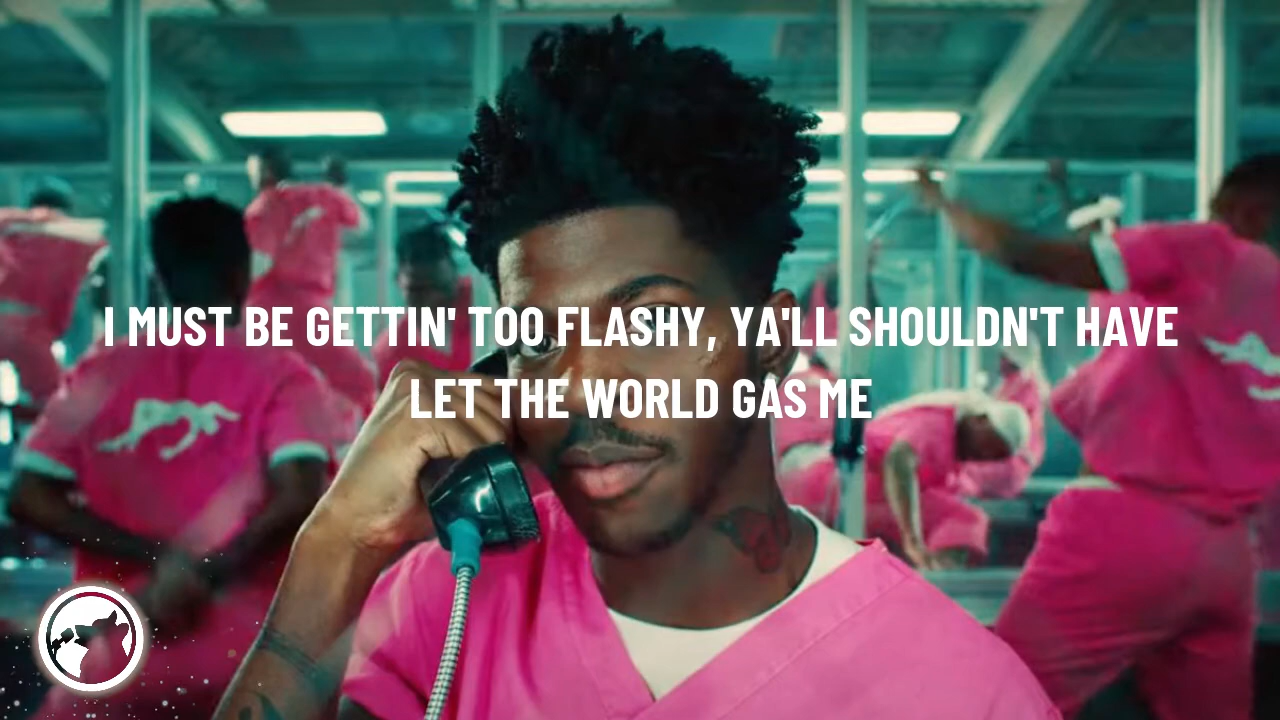 I MUST BE GETTIN' TOO FLASHY, YA'LL SHOULDN'T HAVE
LET THE WORLD GAS ME